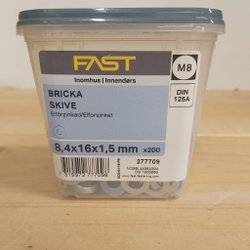 FAST
Inomhus | Innendørs
M8
BRICKA
SKIVE
Elförzinkad/Elforsinket
DIN
125A
C
8,4x16x1,5 mm x200
277709